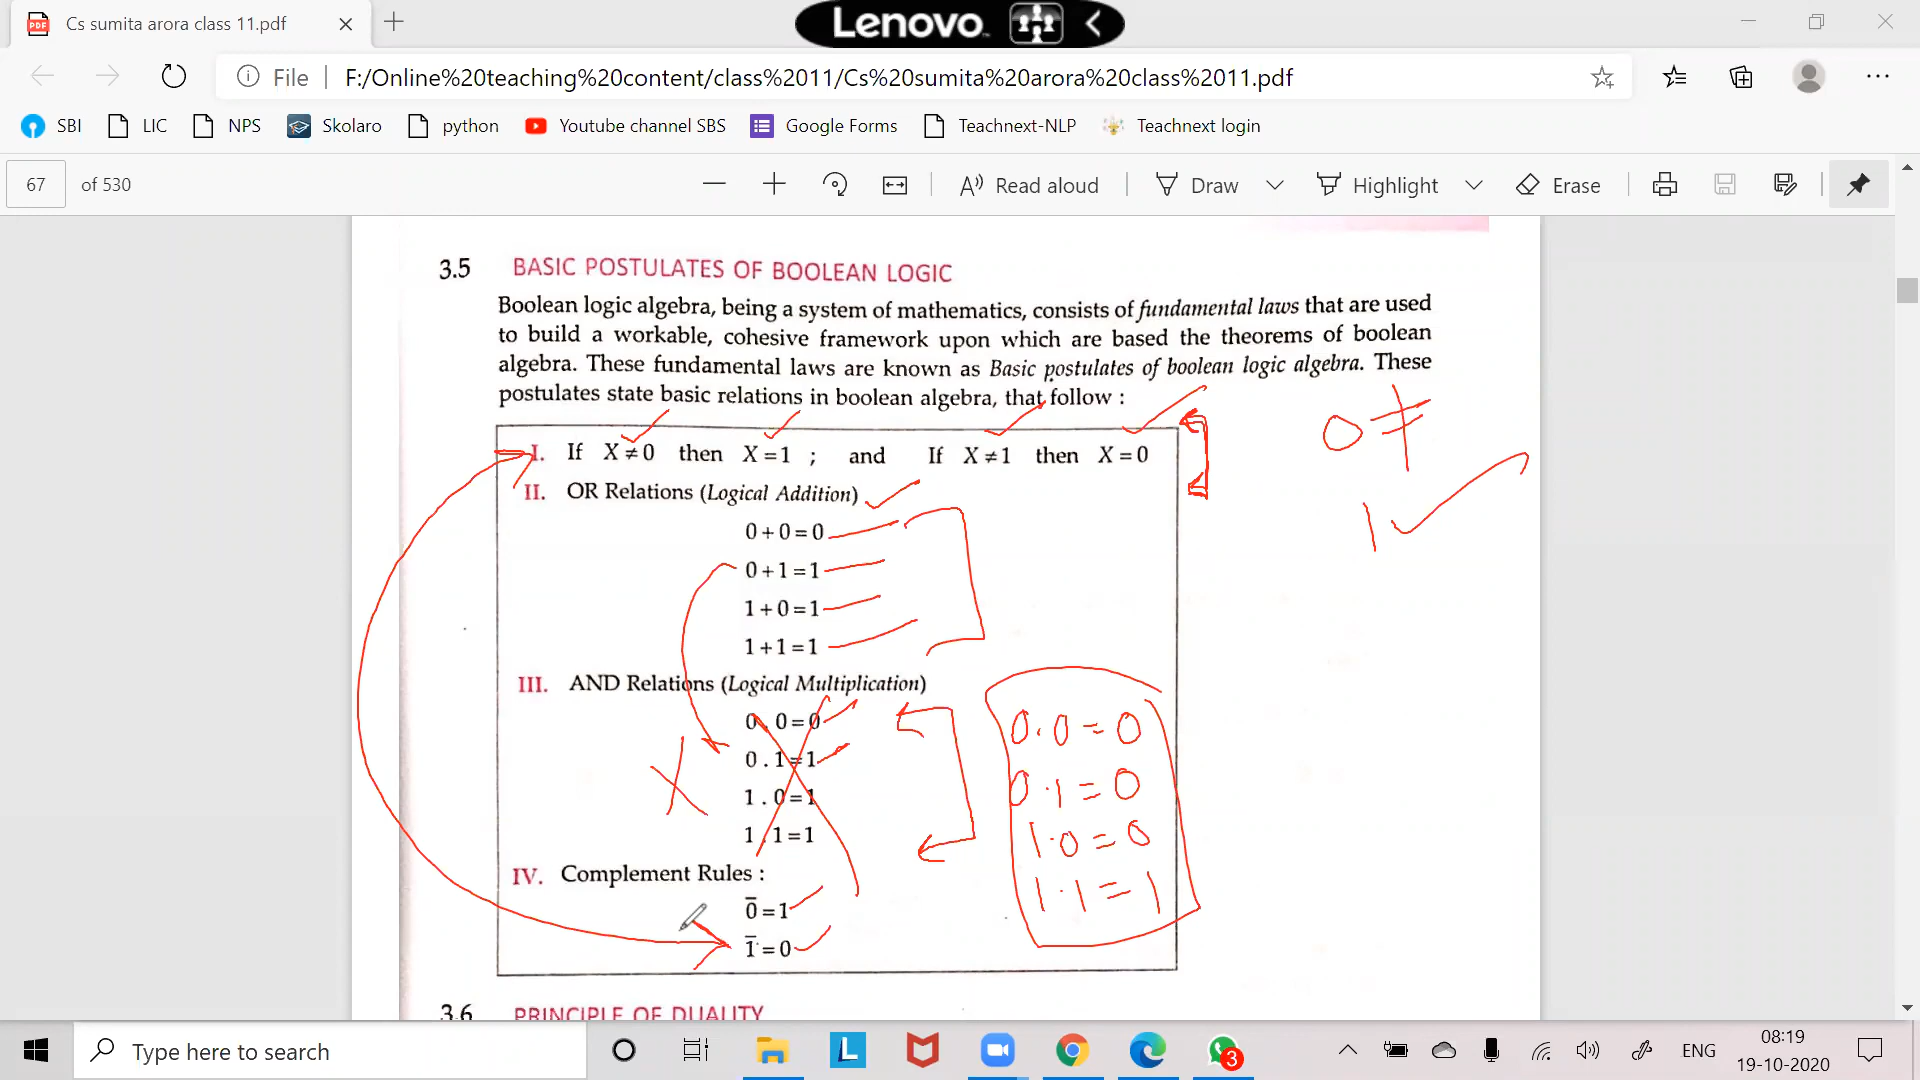 Cs sumita arora class 11.pdf
Lenovo
File
F:/Online%20teaching%20content/class%2011/Cs%20sumita%20arora%20class%2011.pdf
SBI
LIC
NPS
Skolaro
python
Youtube channel SBS
Google Forms
Teachnext-NLP
Teachnext login
67 of 530
Read aloud
Draw
Highlight
Erase
3.5 BASIC POSTULATES OF BOOLEAN LOGIC
Boolean logic algebra, being a system of mathematics, consists of fundamental laws that are used
to build a workable, cohesive framework upon which are based the theorems of boolean
algebra. These fundamental laws are known as Basic postulates of boolean logic algebra. These
postulates state basic relations in boolean algebra, that follow :
I. If X ≠ 0 then X = 1 ; and If X ≠ 1 then X = 0
0 ≠
1
II. OR Relations (Logical Addition)
0 + 0 = 0
0 + 1 = 1
1 + 0 = 1
1 + 1 = 1
III. AND Relations (Logical Multiplication)
0 . 0 = 0
0 . 1 = 1
1 . 0 = 1
1 . 1 = 1
0 . 0 = 0
0 . 1 = 0
1 . 0 = 0
1 . 1 = 1
IV. Complement Rules :
0̅ = 1
1̅ = 0
3.6 PRINCIPLE OF DUALITY
Type here to search
3
ENG
08:19
19-10-2020